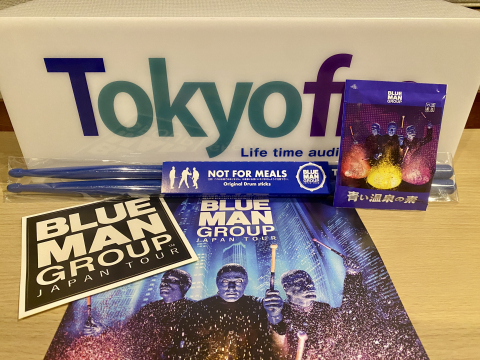 Tokyof
Life time audi
NOT FOR MEALS
Original Drum sticks
BLUE
MAN
GROUP
BLUE
MAN
GROUP
青い温泉の素
BLUE
MAN
GROUP
JAPAN TOUR
BLUE
MAN
GROUP
JAPAN TOUR